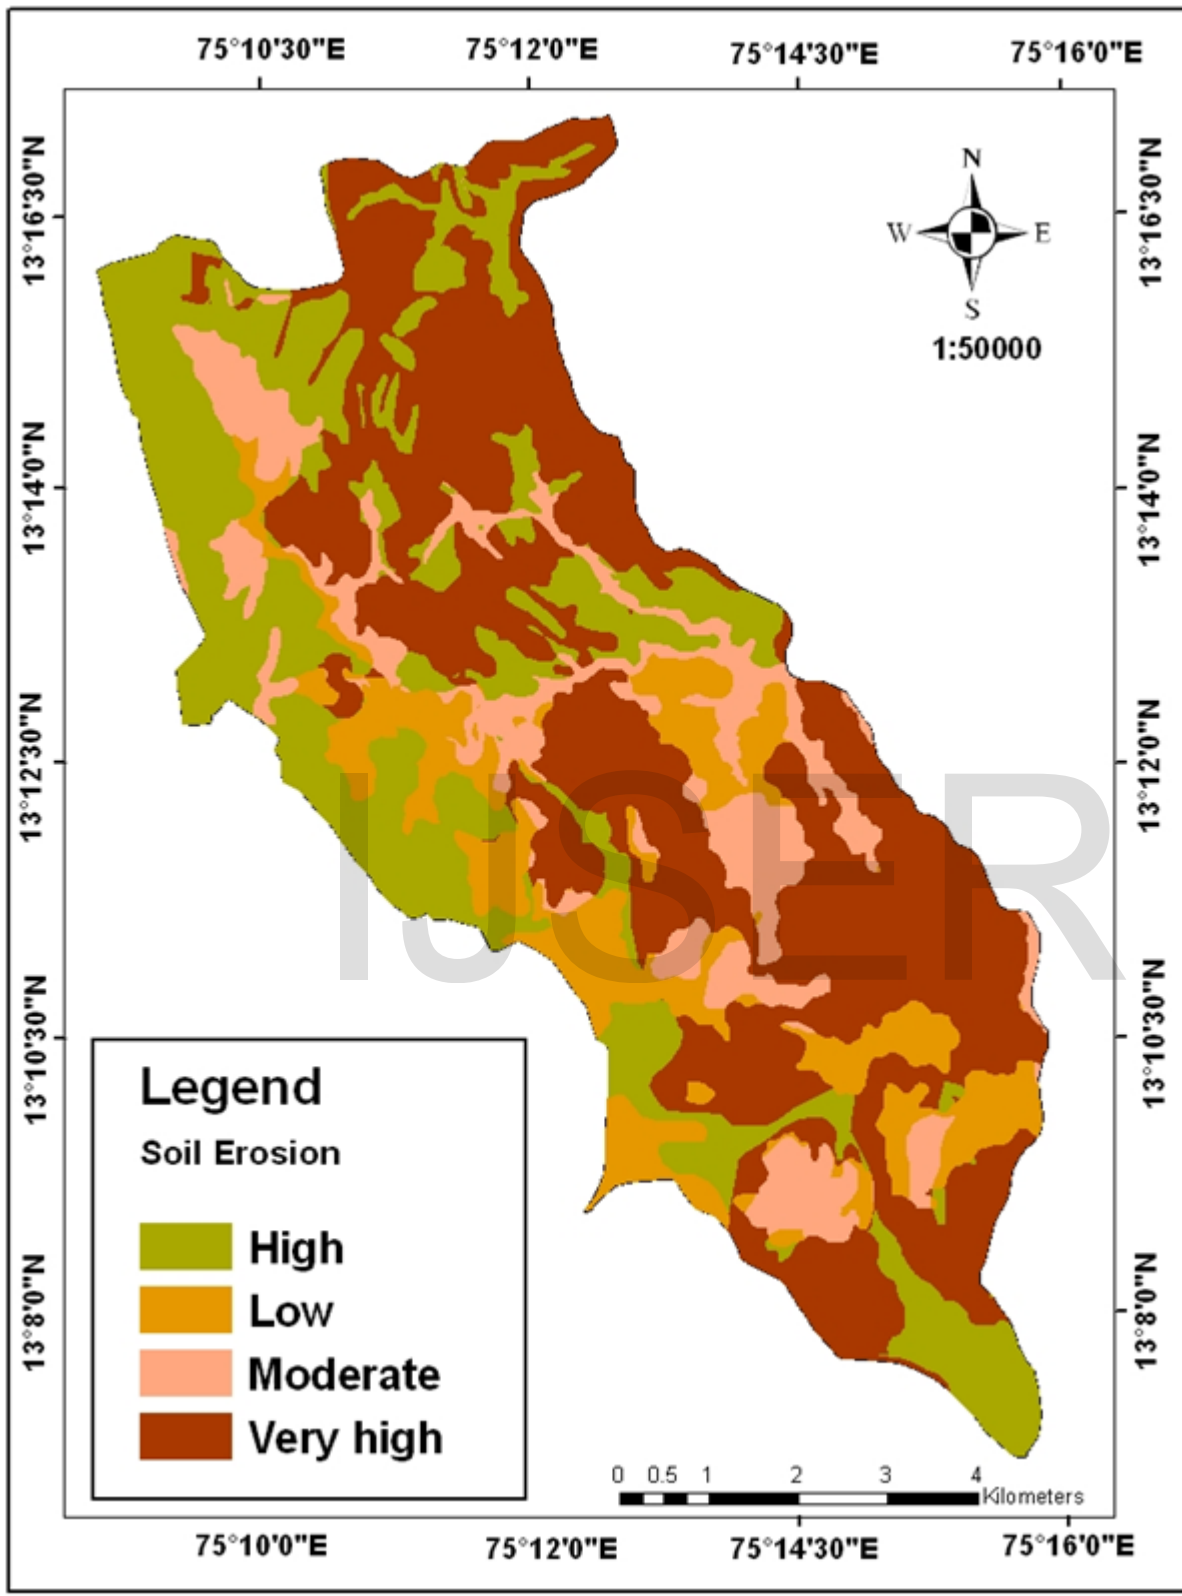 75°10'30"E 75°12'0"E 75°14'30"E 75°16'0"E
13°16'30"N
13°14'0"N
13°12'30"N
13°10'30"N
13°8'0"N
N
W E
S
1:50000
13°16'30"N
13°14'0"N
13°12'0"N
13°10'30"N
13°8'0"N
IJSER
Legend
Soil Erosion
High
Low
Moderate
Very high
0 0.5 1 2 3 4
Kilometers
75°10'0"E 75°12'0"E 75°14'30"E 75°16'0"E